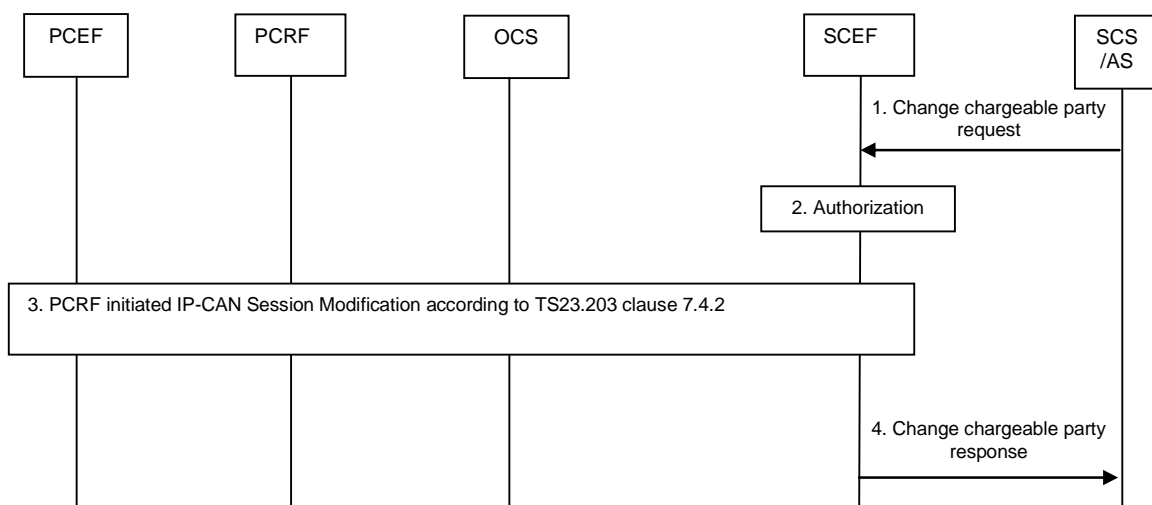 PCEF
PCRF
OCS
SCEF
SCS
/AS
1. Change chargeable party
request
2. Authorization
3. PCRF initiated IP-CAN Session Modification according to TS23.203 clause 7.4.2
4. Change chargeable party
response